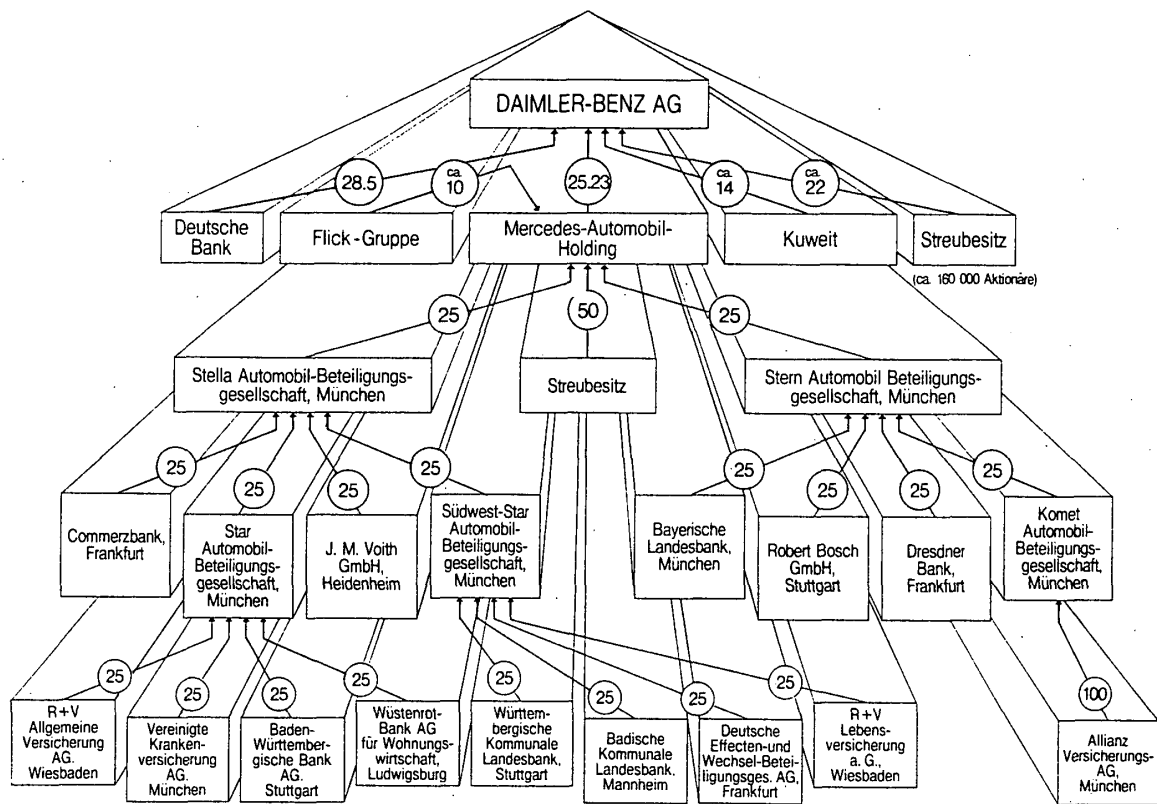 DAIMLER-BENZ AG
28.5
ca.
10
25.23
ca.
14
ca.
22
Deutsche
Bank
Flick-Gruppe
Mercedes-Automobil-
Holding
Kuweit
Streubesitz
(ca. 160 000 Aktionäre)
25
50
25
Stella Automobil-Beteiligungs-
gesellschaft, München
Streubesitz
Stern Automobil Beteiligungs-
gesellschaft, München
25
25
25
25
25
25
25
25
Commerzbank,
Frankfurt
Star
Automobil-
Beteiligungs-
gesellschaft,
München
J. M. Voith
GmbH,
Heidenheim
Südwest-Star
Automobil-
Beteiligungs-
gesellschaft,
München
Bayerische
Landesbank,
München
Robert Bosch
GmbH,
Stuttgart
Dresdner
Bank,
Frankfurt
Komet
Automobil-
Beteiligungs-
gesellschaft,
München
25
25
25
25
25
25
25
25
100
R+V
Allgemeine
Versicherung
AG.
Wiesbaden
Vereinigte
Kranken-
versicherung
AG.
München
Baden-
Württember-
gische Bank
AG.
Stuttgart
Wüstenrot-
Bank AG
für Wohnungs-
wirtschaft,
Ludwigsburg
Württem-
bergische
Kommunale
Landesbank,
Stuttgart
Badische
Kommunale
Landesbank.
Mannheim
Deutsche
Effecten-und
Wechsel-Betei-
ligungsges. AG,
Frankfurt
R+V
Lebens-
versicherung
a. G.,
Wiesbaden
Allianz
Versicherungs-
AG,
München